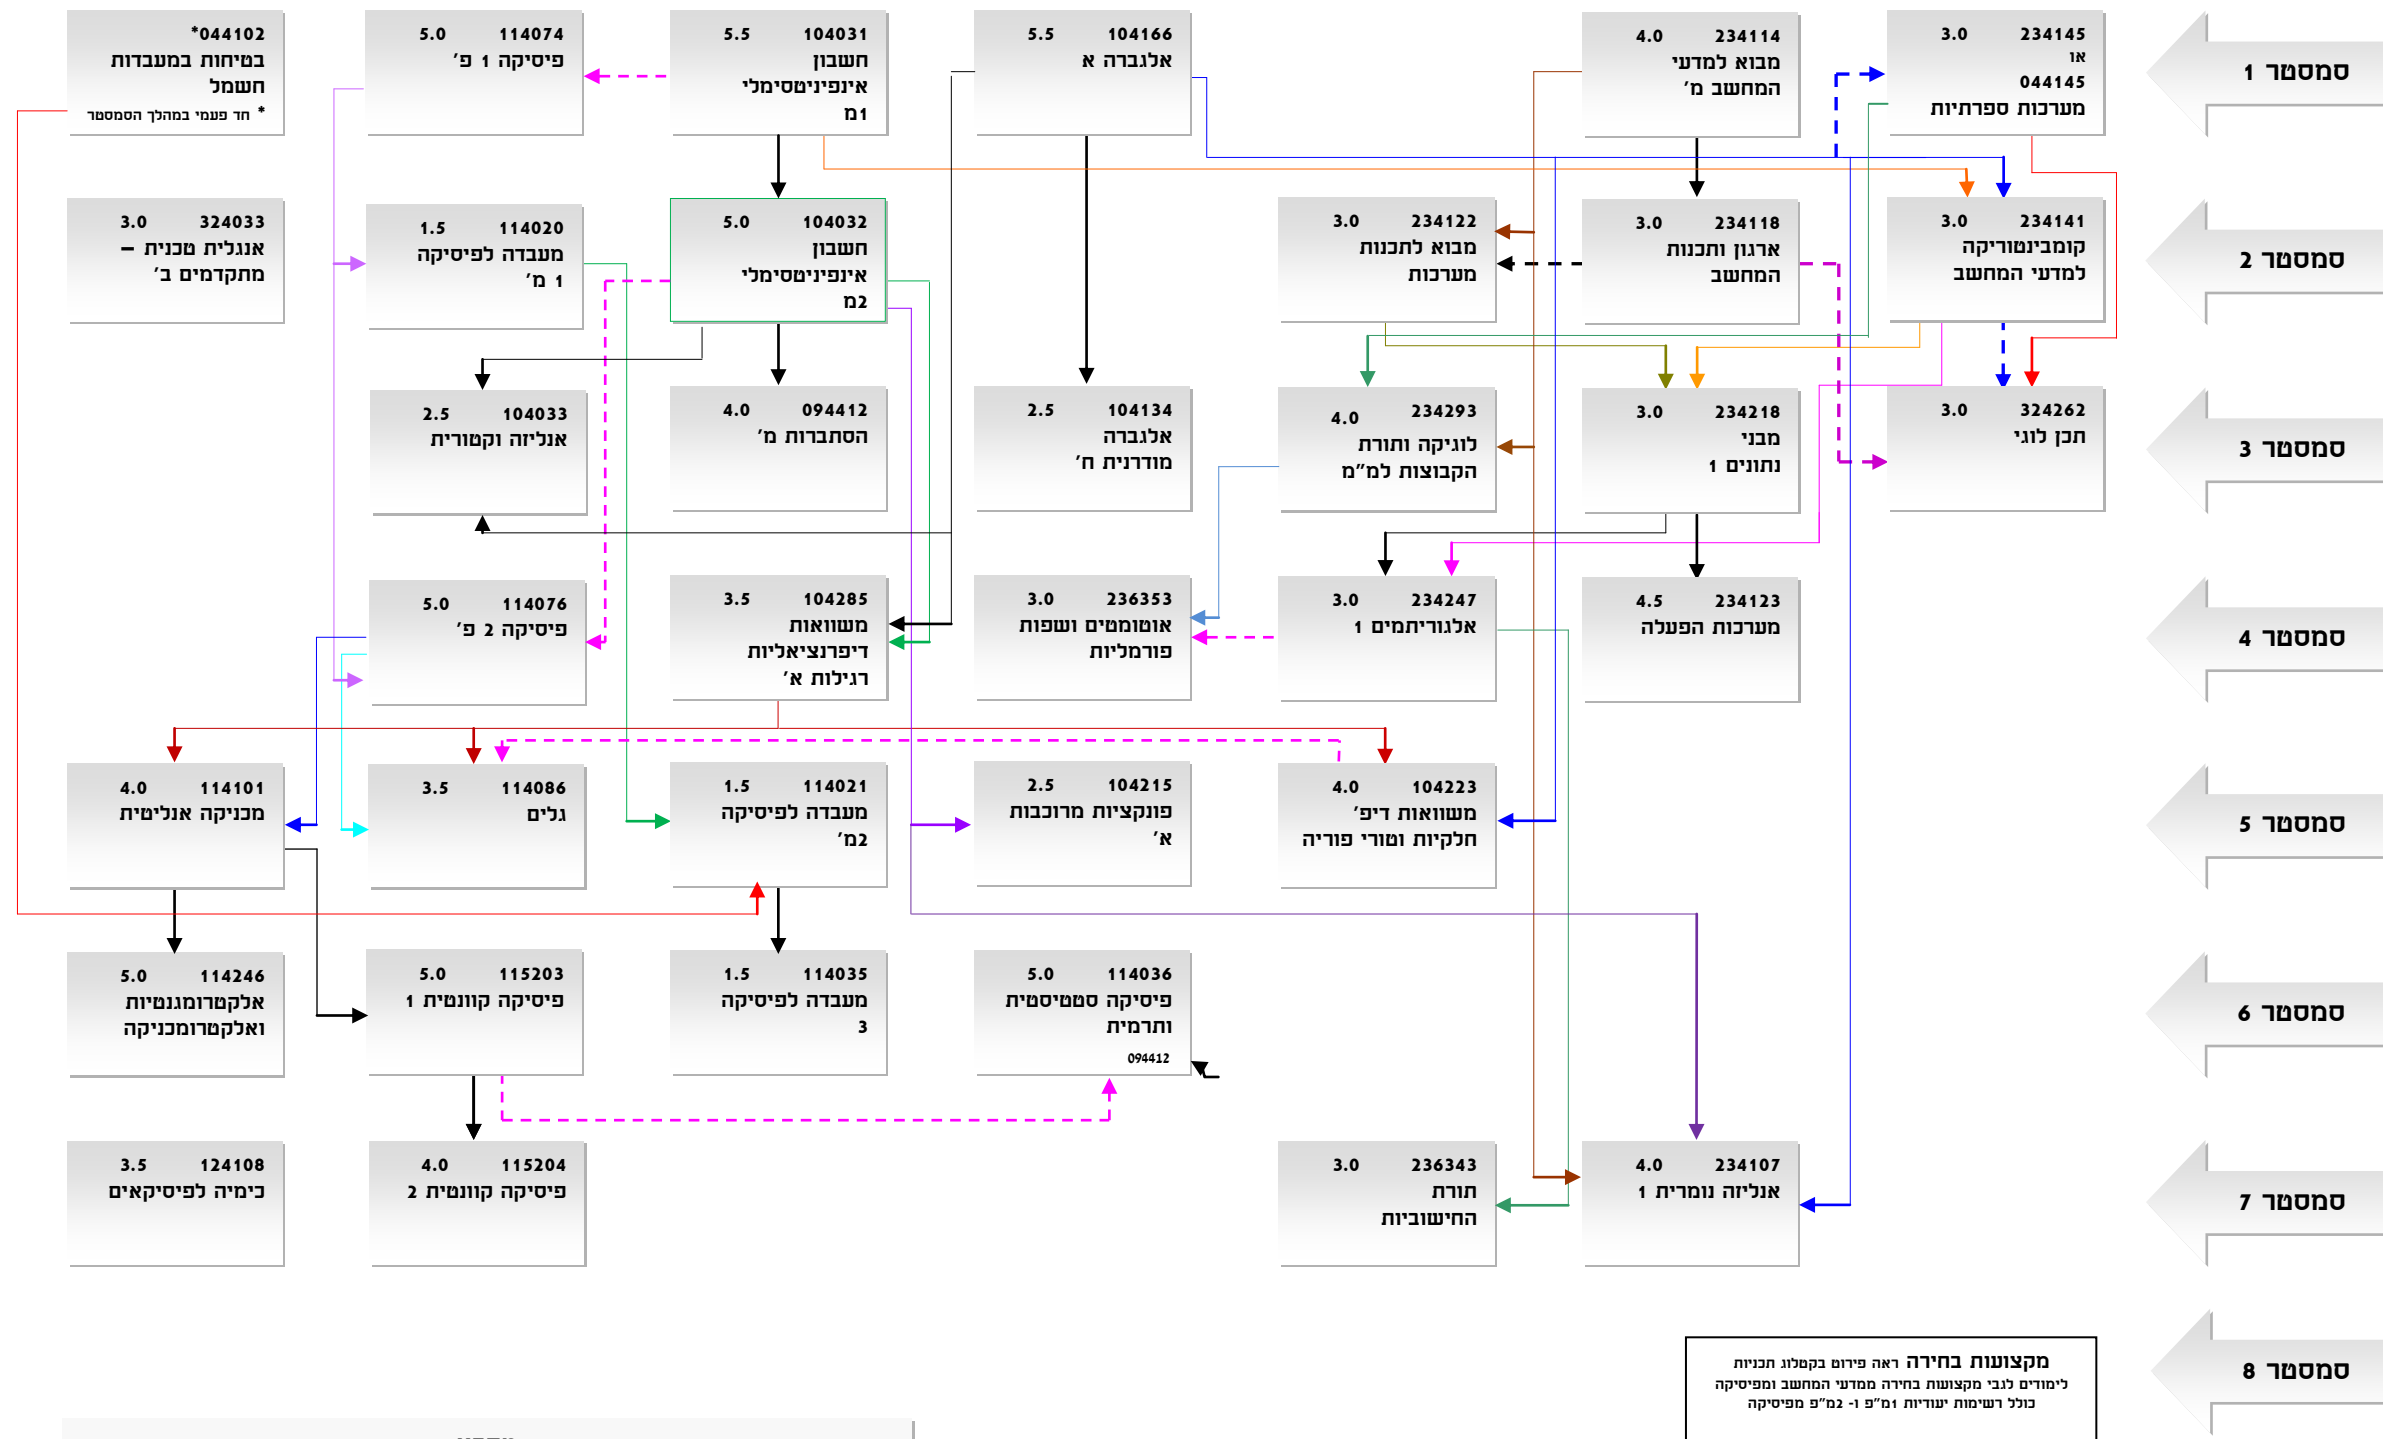 סמסטר 1
234145 3.0
או
044145
מערכות ספרתיות
234114 4.0
מבוא למדעי
המחשב מ'
104166 5.5
אלגברה א
104031 5.5
חשבון
אינפיניטסימלי
1מ
114074 5.0
פיסיקה 1 פ'
044102*
בטיחות במעבדות
חשמל
* חד פעמי במהלך הסמסטר
סמסטר 2
234141 3.0
קומבינטוריקה
למדעי המחשב
234118 3.0
ארגון ותכנות
המחשב
234122 3.0
מבוא לתכנות
מערכות
104032 5.0
חשבון
אינפיניטסימלי
2מ
114020 1.5
מעבדה לפיסיקה
1 מ'
324033 3.0
אנגלית טכנית –
מתקדמים ב'
סמסטר 3
324262 3.0
תכן לוגי
234218 3.0
מבני
נתונים 1
234293 4.0
לוגיקה ותורת
הקבוצות למ"מ
104134 2.5
אלגברה
מודרנית ח'
094412 4.0
הסתברות מ'
104033 2.5
אנליזה וקטורית
סמסטר 4
234123 4.5
מערכות הפעלה
234247 3.0
אלגוריתמים 1
236353 3.0
אוטומטים ושפות
פורמליות
104285 3.5
משוואות
דיפרנציאליות
רגילות א'
114076 5.0
פיסיקה 2 פ'
סמסטר 5
104223 4.0
משוואות דיפ'
חלקיות וטורי פוריה
104215 2.5
פונקציות מרוכבות
א'
114021 1.5
מעבדה לפיסיקה
2מ'
114086 3.5
גלים
114101 4.0
מכניקה אנליטית
סמסטר 6
114036 5.0
פיסיקה סטטיסטית
ותרמית
094412
114035 1.5
מעבדה לפיסיקה
3
115203 5.0
פיסיקה קוונטית 1
114246 5.0
אלקטרומגנטיות
ואלקטרומכניקה
סמסטר 7
234107 4.0
אנליזה נומרית 1
236343 3.0
תורת
החישוביות
115204 4.0
פיסיקה קוונטית 2
124108 3.5
כימיה לפיסיקאים
סמסטר 8
מקצועות בחירה ראה פירוט בקטלוג תכניות
לימודים לגבי מקצועות בחירה ממדעי המחשב ומפיסיקה
כולל רשימות יעודיות 1מ"פ ו- 2מ"פ מפיסיקה